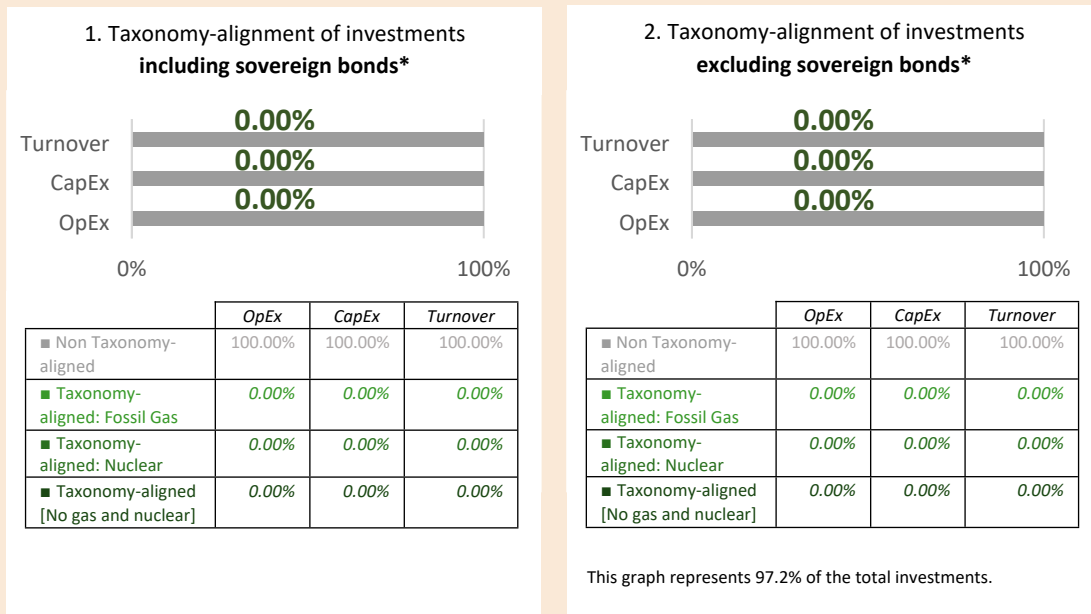 1. Taxonomy-alignment of investments
including sovereign bonds*
0.00%
Turnover
0.00%
CapEx
0.00%
OpEx
0% 100%
OpEx CapEx Turnover
■ Non Taxonomy-
aligned 100.00% 100.00% 100.00%
■ Taxonomy-
aligned: Fossil Gas 0.00% 0.00% 0.00%
■ Taxonomy-
aligned: Nuclear 0.00% 0.00% 0.00%
■ Taxonomy-aligned
[No gas and nuclear] 0.00% 0.00% 0.00%
2. Taxonomy-alignment of investments
excluding sovereign bonds*
0.00%
Turnover
0.00%
CapEx
0.00%
OpEx
0% 100%
OpEx CapEx Turnover
■ Non Taxonomy-
aligned 100.00% 100.00% 100.00%
■ Taxonomy-
aligned: Fossil Gas 0.00% 0.00% 0.00%
■ Taxonomy-
aligned: Nuclear 0.00% 0.00% 0.00%
■ Taxonomy-aligned
[No gas and nuclear] 0.00% 0.00% 0.00%
This graph represents 97.2% of the total investments.